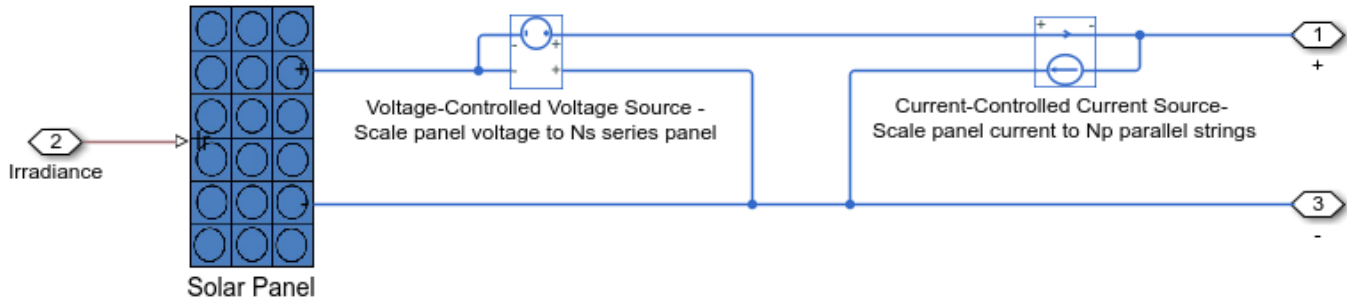 1
+
-
+
-
+
+
-
+
Voltage-Controlled Voltage Source -
Scale panel voltage to Ns series panel
Current-Controlled Current Source-
Scale panel current to Np parallel strings
2
Ir
Irradiance
-
3
-
Solar Panel